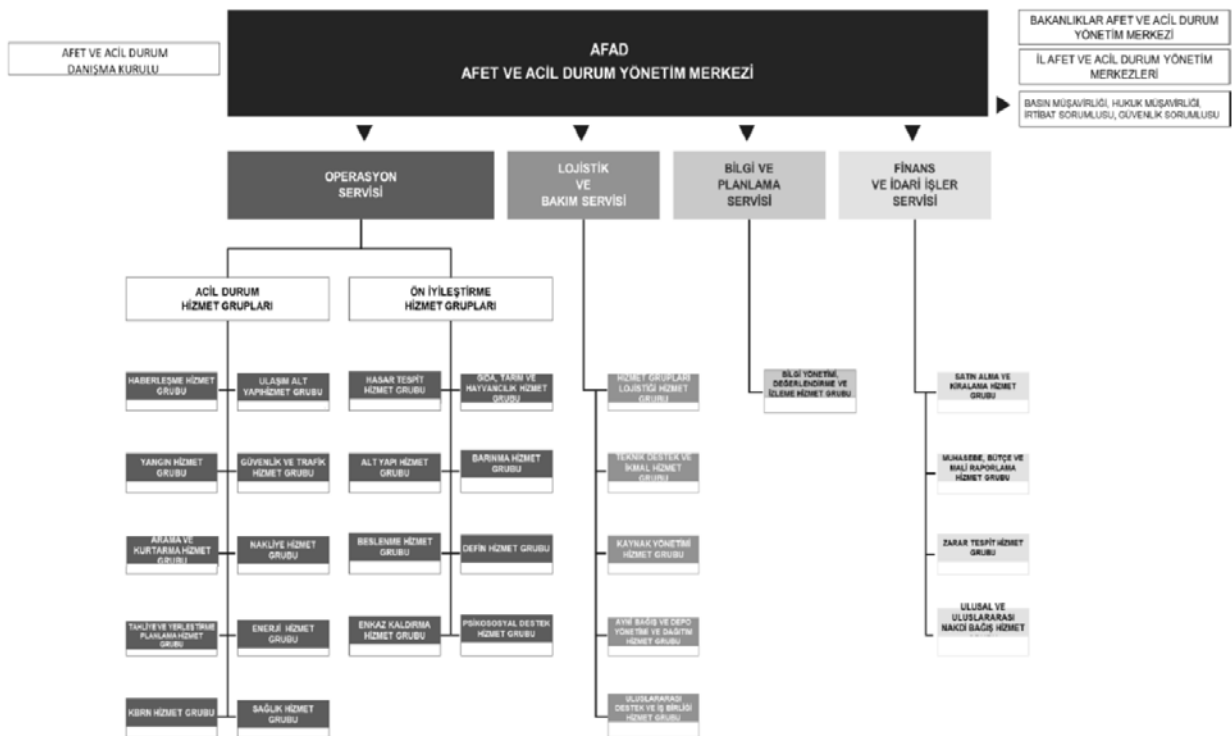 AFET VE ACİL DURUM
DANIŞMA KURULU
AFAD
AFET VE ACİL DURUM YÖNETİM MERKEZİ
BAKANLIKLAR AFET VE ACİL DURUM
YÖNETİM MERKEZİ
İL AFET VE ACİL DURUM YÖNETİM
MERKEZLERİ
BASIN MÜŞAVİRLİĞİ, HUKUK MÜŞAVİRLİĞİ,
İRTİBAT SORUMLUSU, GÜVENLİK SORUMLUSU
OPERASYON
SERVİSİ
LOJİSTİK
VE
BAKIM SERVİSİ
BİLGİ VE
PLANLAMA
SERVİSİ
FİNANS
VE İDARİ İŞLER
SERVİSİ
ACİL DURUM
HİZMET GRUPLARI
ÖN İYİLEŞTİRME
HİZMET GRUPLARI
HABERLEŞME HİZMET
GRUBU
ULAŞIM ALT
YAPIHİZMET GRUBU
HASAR TESPİT
HİZMET GRUBU
GIDA, TARIM VE
HAYVANCILIK HİZMET
GRUBU
HİZMET GRUPLARI
LOJİSTİĞİ HİZMET
GRUBU
BİLGİ YÖNETİMİ,
DEĞERLENDİRME VE
İZLEME HİZMET GRUBU
SATIN ALMA VE
KİRALAMA HİZMET
GRUBU
YANGIN HİZMET
GRUBU
GÜVENLİK VE TRAFİK
HİZMET GRUBU
ALT YAPI HİZMET
GRUBU
BARINMA HİZMET
GRUBU
TEKNİK DESTEK VE
İKMAL HİZMET
GRUBU
MUHASEBE, BÜTÇE VE
MALİ RAPORLAMA
HİZMET GRUBU
ARAMA VE
KURTARMA HİZMET
GRUBU
NAKLİYE HİZMET
GRUBU
BESLENME HİZMET
GRUBU
DEFİN HİZMET GRUBU
KAYNAK YÖNETİMİ
HİZMET GRUBU
ZARAR TESPİT HİZMET
GRUBU
TAHLİYE VE YERLEŞTİRME
PLANLAMA HİZMET
GRUBU
ENERJİ HİZMET
GRUBU
ENKAZ KALDIRMA
HİZMET GRUBU
PSİKOSOSYAL DESTEK
HİZMET GRUBU
AYNİ BAĞIŞ VE DEPO
YÖNETİMİ VE DAĞITIM
HİZMET GRUBU
ULUSAL VE
ULUSLARARASI
NAKDİ BAĞIŞ HİZMET
KBRN HİZMET GRUBU
SAĞLIK HİZMET
GRUBU
ULUSLARARASI
DESTEK VE İŞ BİRLİĞİ
HİZMET GRUBU